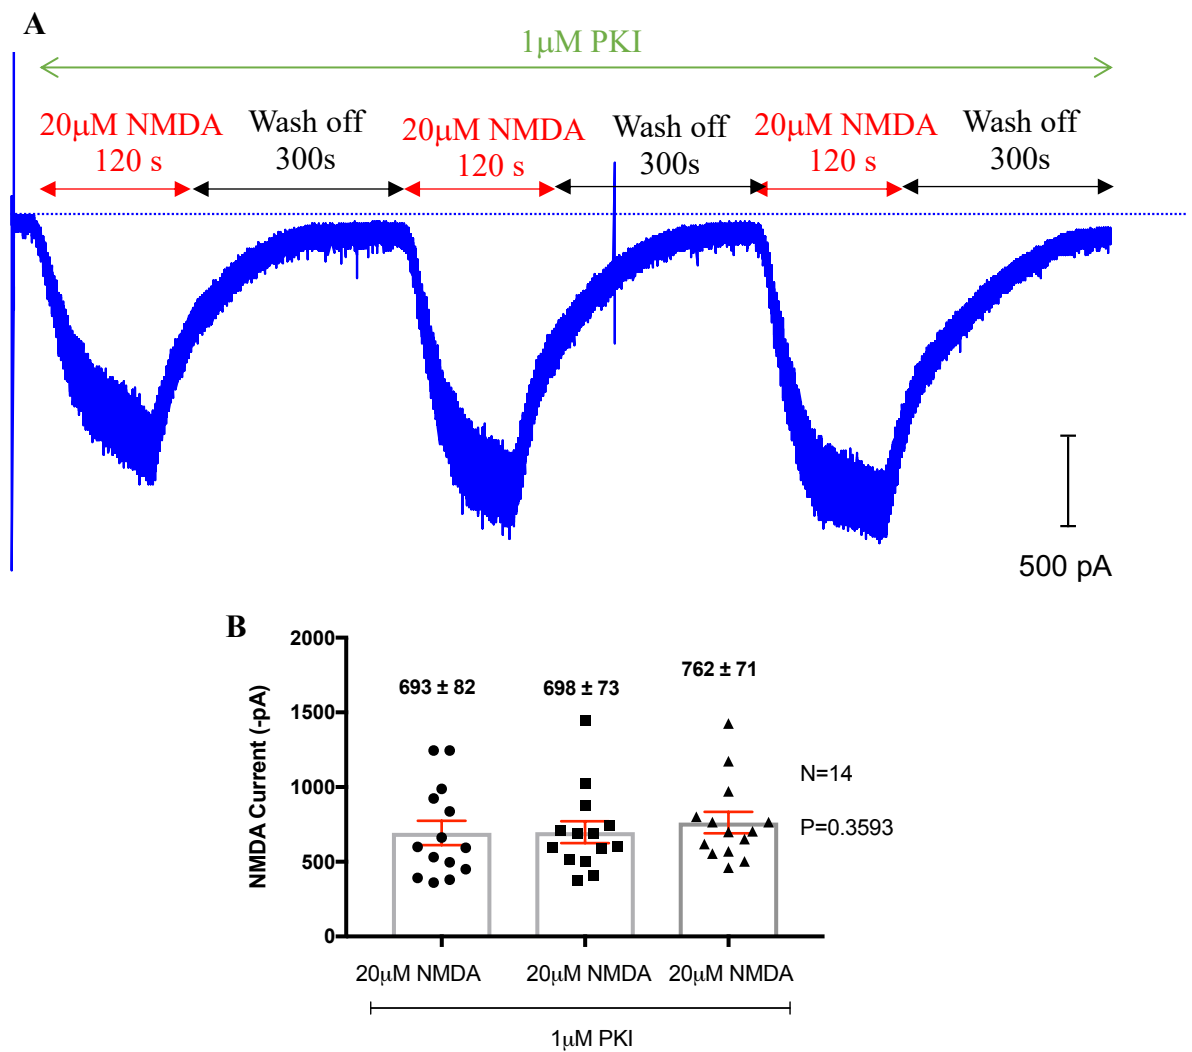 A
1μM PKI
20μM NMDA
120 s
Wash off
300s
20μM NMDA
120 s
Wash off
300s
20μM NMDA
120 s
Wash off
300s
500 pA
B
NMDA Current (-pA)
2000
1500
1000
500
0
693 ± 82
698 ± 73
762 ± 71
N=14
P=0.3593
20μM NMDA
20μM NMDA
20μM NMDA
1μM PKI